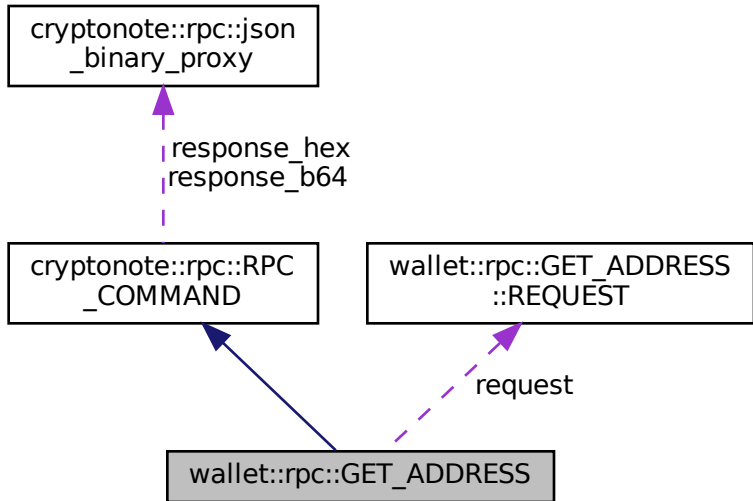 cryptonote::rpc::json
_binary_proxy
response_hex
response_b64
cryptonote::rpc::RPC
_COMMAND
wallet::rpc::GET_ADDRESS
::REQUEST
request
wallet::rpc::GET_ADDRESS